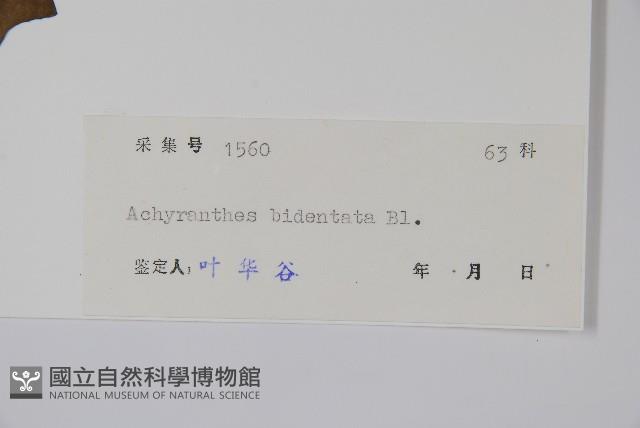 采集号 1560 63 科
Achyranthes bidentata Bl.
鉴定人: 叶华谷 年 月 日
國立自然科學博物館
NATIONAL MUSEUM OF NATURAL SCIENCE